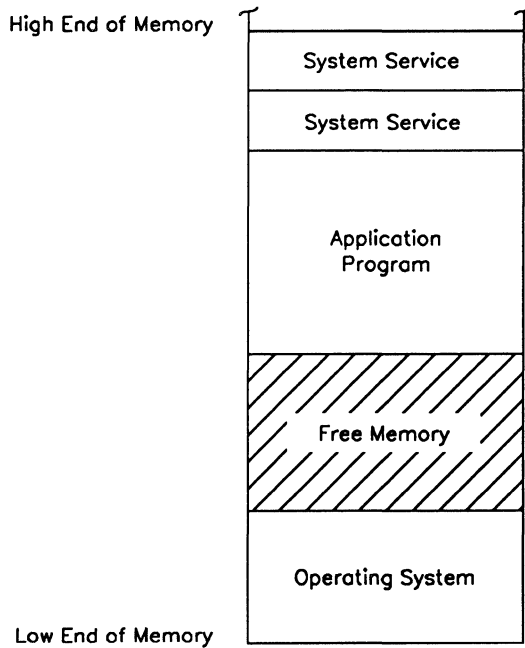 High End of Memory
System Service
System Service
Application
Program
Free Memory
Operating System
Low End of Memory